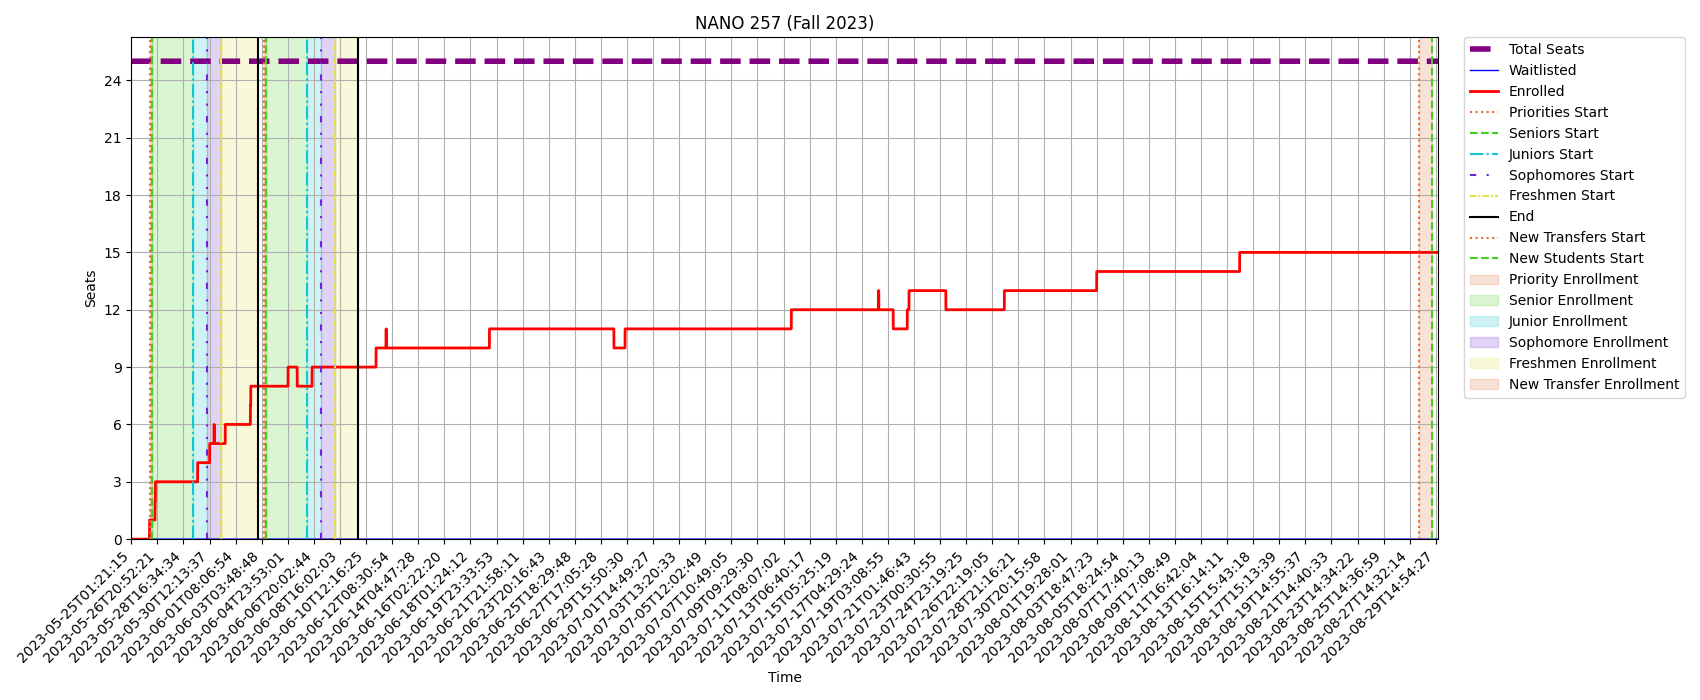 NANO 257 (Fall 2023)
Seats
24
21
18
15
12
9
6
3
0
2023-05-25T01:21:15
2023-05-26T20:52:21
2023-05-28T16:34:34
2023-05-30T12:13:37
2023-06-01T08:06:54
2023-06-03T03:48:48
2023-06-04T23:53:01
2023-06-06T20:02:44
2023-06-08T16:02:03
2023-06-10T12:16:25
2023-06-12T08:30:54
2023-06-14T04:47:28
2023-06-16T02:22:20
2023-06-18T01:24:12
2023-06-19T23:33:53
2023-06-21T21:58:11
2023-06-23T20:16:43
2023-06-25T18:29:48
2023-06-27T17:05:28
2023-06-29T15:50:30
2023-07-01T14:49:27
2023-07-03T13:20:33
2023-07-05T12:02:49
2023-07-07T10:49:05
2023-07-09T09:29:30
2023-07-11T08:07:02
2023-07-13T06:40:17
2023-07-15T05:25:19
2023-07-17T04:29:24
2023-07-19T03:08:55
2023-07-21T01:46:43
2023-07-23T00:30:55
2023-07-24T23:19:25
2023-07-26T22:19:05
2023-07-28T21:16:21
2023-07-30T20:15:58
2023-08-01T19:28:01
2023-08-03T18:47:23
2023-08-05T18:24:54
2023-08-07T17:40:13
2023-08-09T17:08:49
2023-08-11T16:42:04
2023-08-13T16:14:11
2023-08-15T15:43:18
2023-08-17T15:13:39
2023-08-19T14:55:37
2023-08-21T14:40:33
2023-08-23T14:34:22
2023-08-25T14:36:59
2023-08-27T14:32:14
2023-08-29T14:54:27
Time
Total Seats
Waitlisted
Enrolled
Priorities Start
Seniors Start
Juniors Start
Sophomores Start
Freshmen Start
End
New Transfers Start
New Students Start
Priority Enrollment
Senior Enrollment
Junior Enrollment
Sophomore Enrollment
Freshmen Enrollment
New Transfer Enrollment